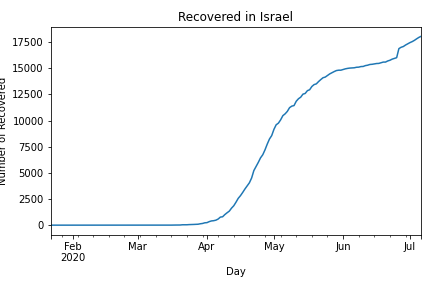 Recovered in Israel
Number of Recovered
17500
15000
12500
10000
7500
5000
2500
0
Feb
2020
Mar
Apr
May
Jun
Jul
Day